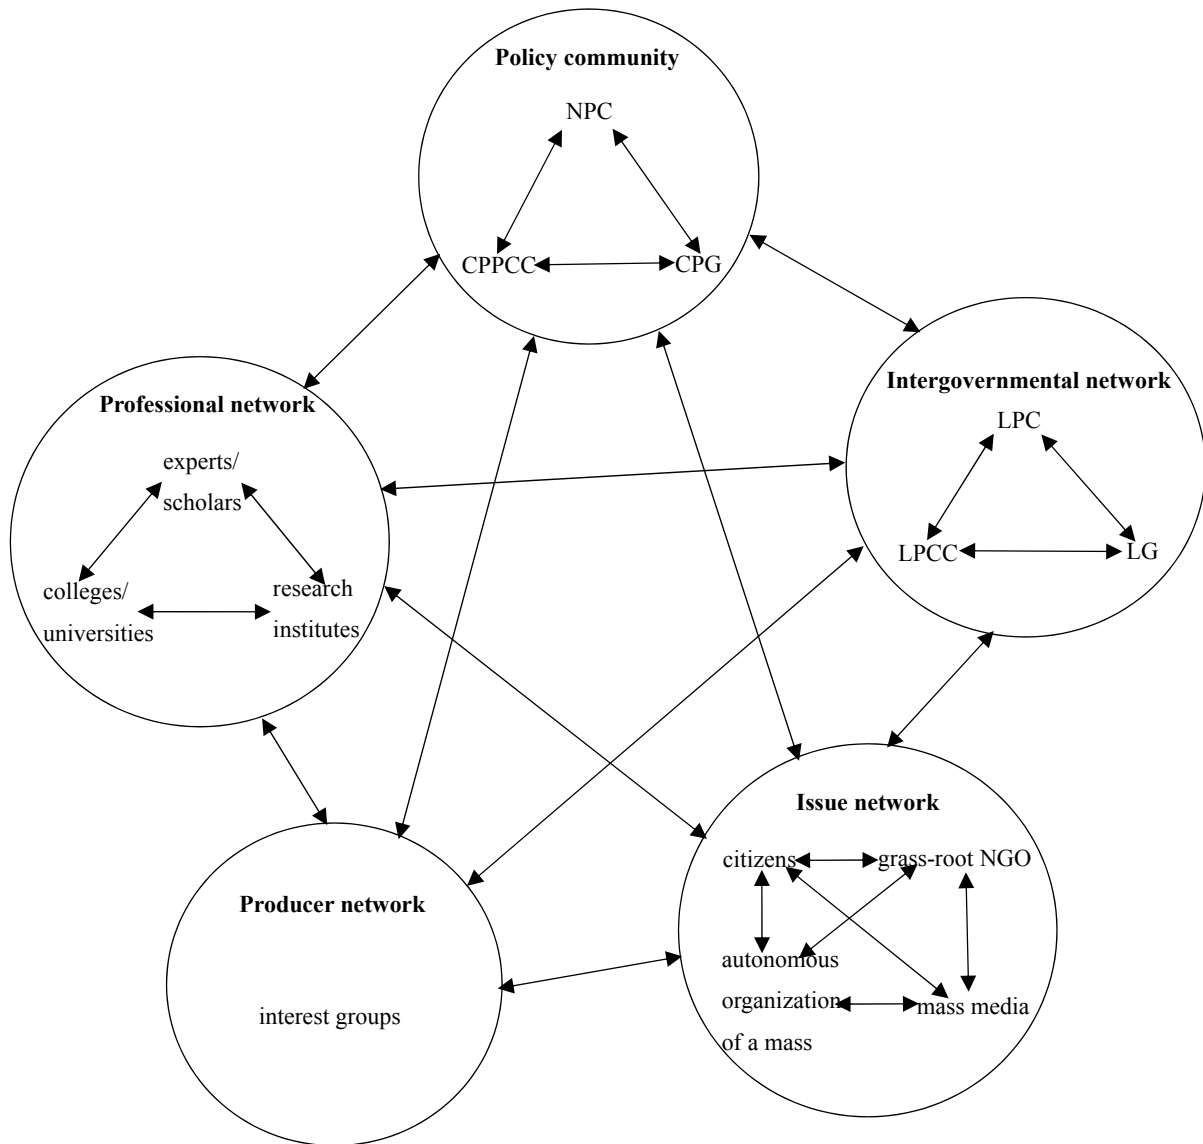 Policy community
NPC
CPPCC
CPG
Intergovernmental network
LPC
LPCC
LG
Professional network
experts/
scholars
colleges/
universities
research
institutes
Issue network
citizens
grass-root NGO
autonomous
organization
of a mass
mass media
Producer network
interest groups